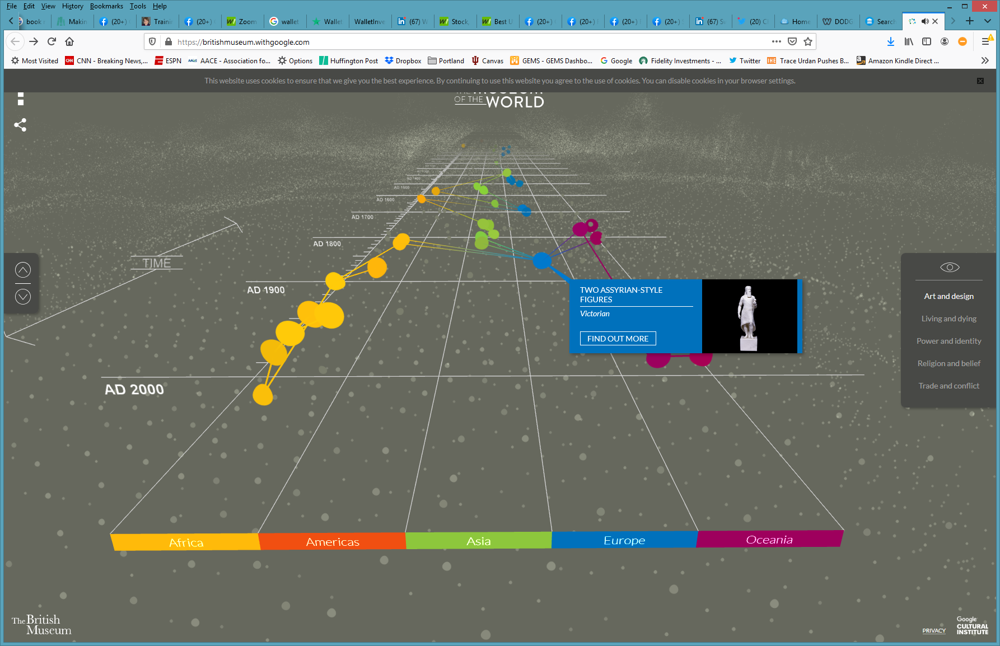 File Edit View History Bookmarks Tools Help
book
Makin
(20+)
Trainin
(20+)
Zoom
wallet
Wallet
WalletInve
(67) W
Stock,
Best U
(20+)
(20+)
(20+)
(20+)
(67) S
(20) C
Home
DODG
Search
https://britishmuseum.withgoogle.com
Most Visited
CNN - Breaking News,...
ESPN
AACE - Association fo...
Options
Huffington Post
Dropbox
Portland
Canvas
GEMS - GEMS Dashbo...
Google
Fidelity Investments - ...
Twitter
Trace Urdan Pushes B...
Amazon Kindle Direct ...
This website uses cookies to ensure that we give you the best experience. By continuing to use this website you agree to the use of cookies. You can disable cookies in your browser settings.
THE MUSEUM
OF THE WORLD
AD 1500
AD 1600
AD 1700
AD 1800
TIME
AD 1900
AD 2000
TWO ASSYRIAN-STYLE
FIGURES
Victorian
FIND OUT MORE
Art and design
Living and dying
Power and identity
Religion and belief
Trade and conflict
Africa
Americas
Asia
Europe
Oceania
The British
Museum
PRIVACY
Google
CULTURAL
INSTITUTE